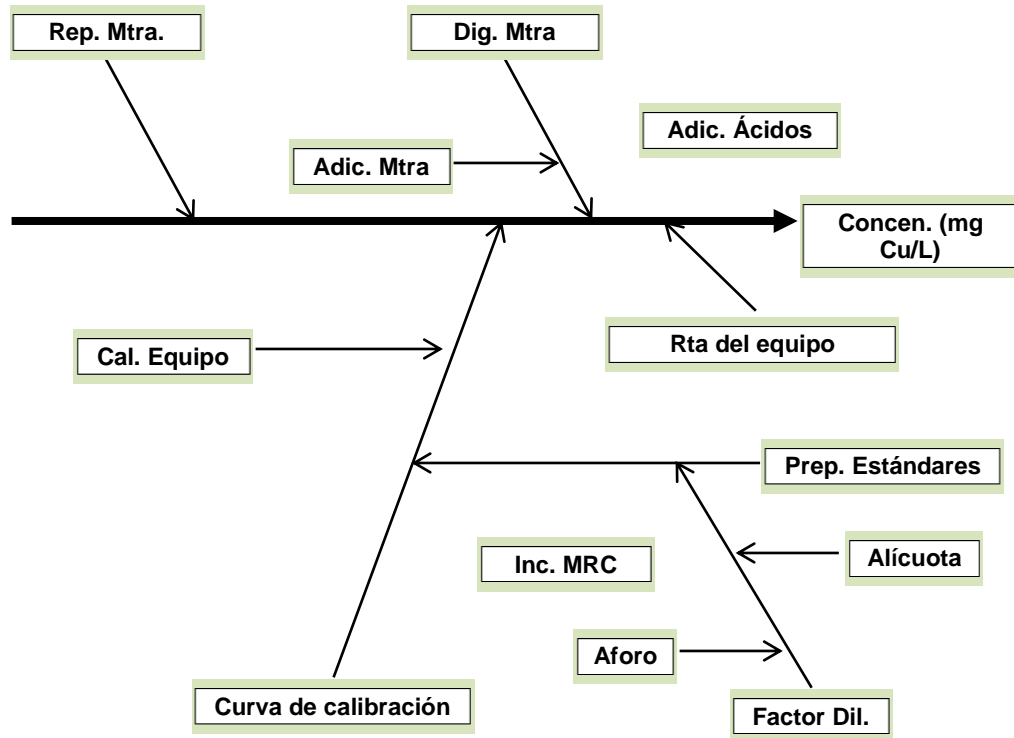 Rep. Mtra.
Dig. Mtra
Adic. Ácidos
Adic. Mtra
Concen. (mg
Cu/L)
Cal. Equipo
Rta del equipo
Prep. Estándares
Inc. MRC
Alícuota
Aforo
Curva de calibración
Factor Dil.